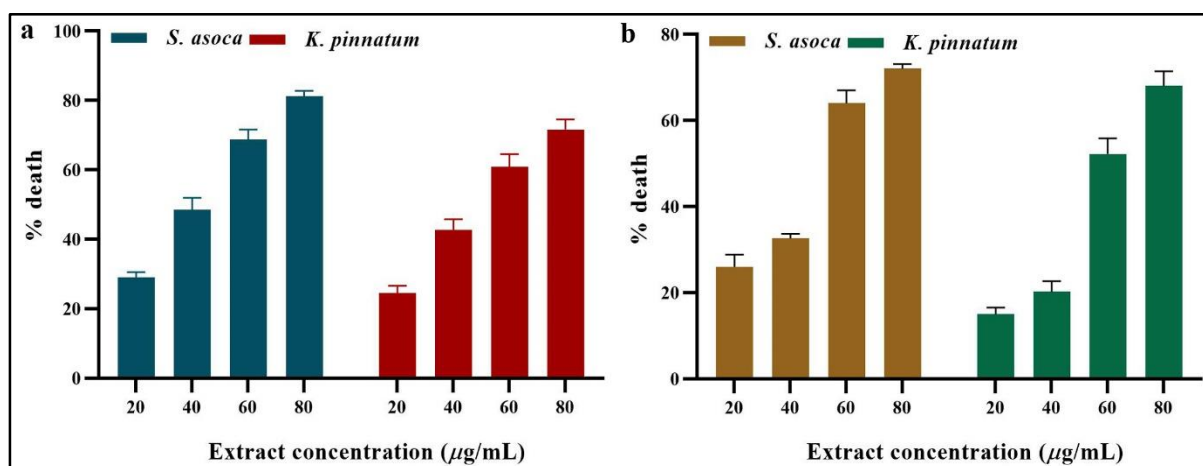 a
S. asoca
K. pinnatum
% death
100
80
60
40
20
0
20 40 60 80 20 40 60 80
Extract concentration (µg/mL)
b
S. asoca
K. pinnatum
% death
80
60
40
20
0
20 40 60 80 20 40 60 80
Extract concentration (µg/mL)